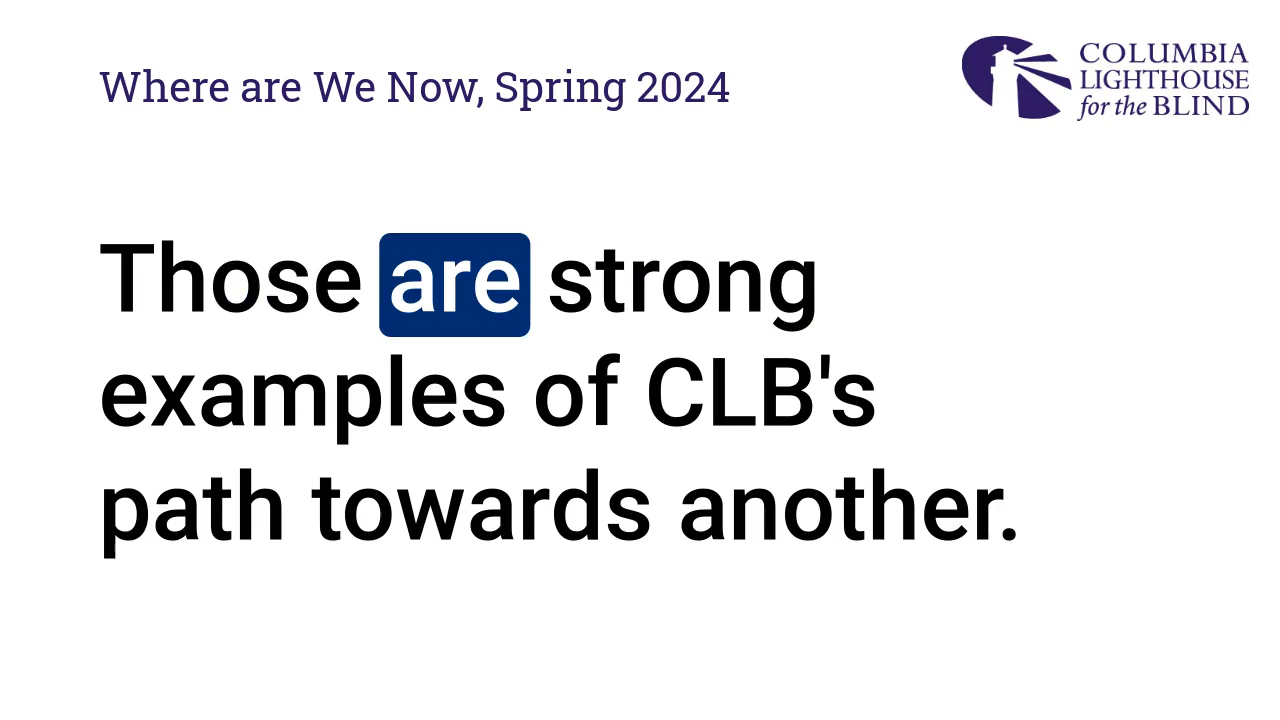 Where are We Now, Spring 2024
COLUMBIA
LIGHTHOUSE
for the BLIND
Those are strong
examples of CLB's
path towards another.